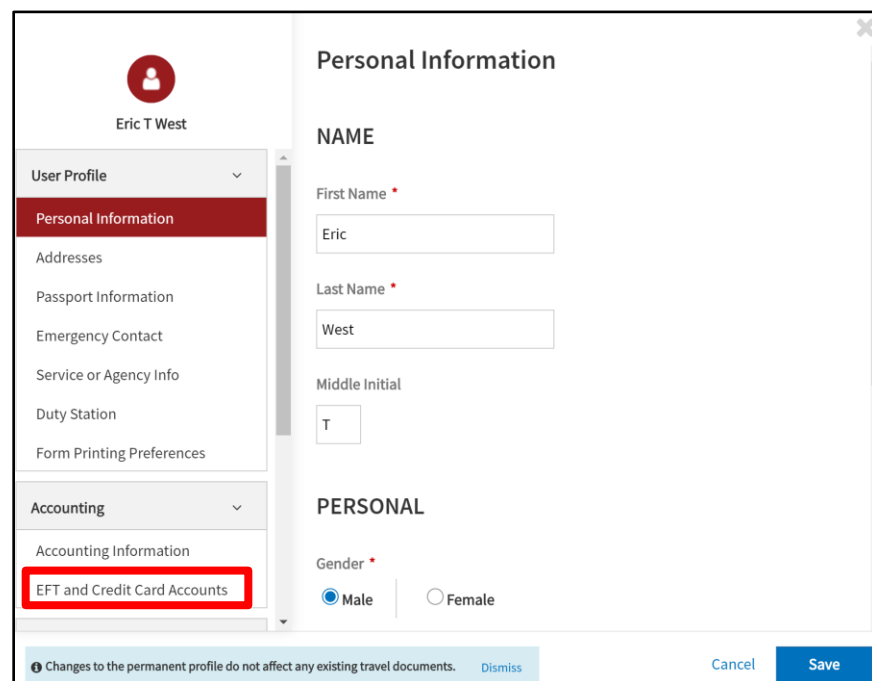 Eric T West
User Profile
Personal Information
Addresses
Passport Information
Emergency Contact
Service or Agency Info
Duty Station
Form Printing Preferences
Accounting
Accounting Information
EFT and Credit Card Accounts
Personal Information
NAME
First Name *
Eric
Last Name *
West
Middle Initial
T
PERSONAL
Gender *
Male Female
Changes to the permanent profile do not affect any existing travel documents. Dismiss
Cancel Save